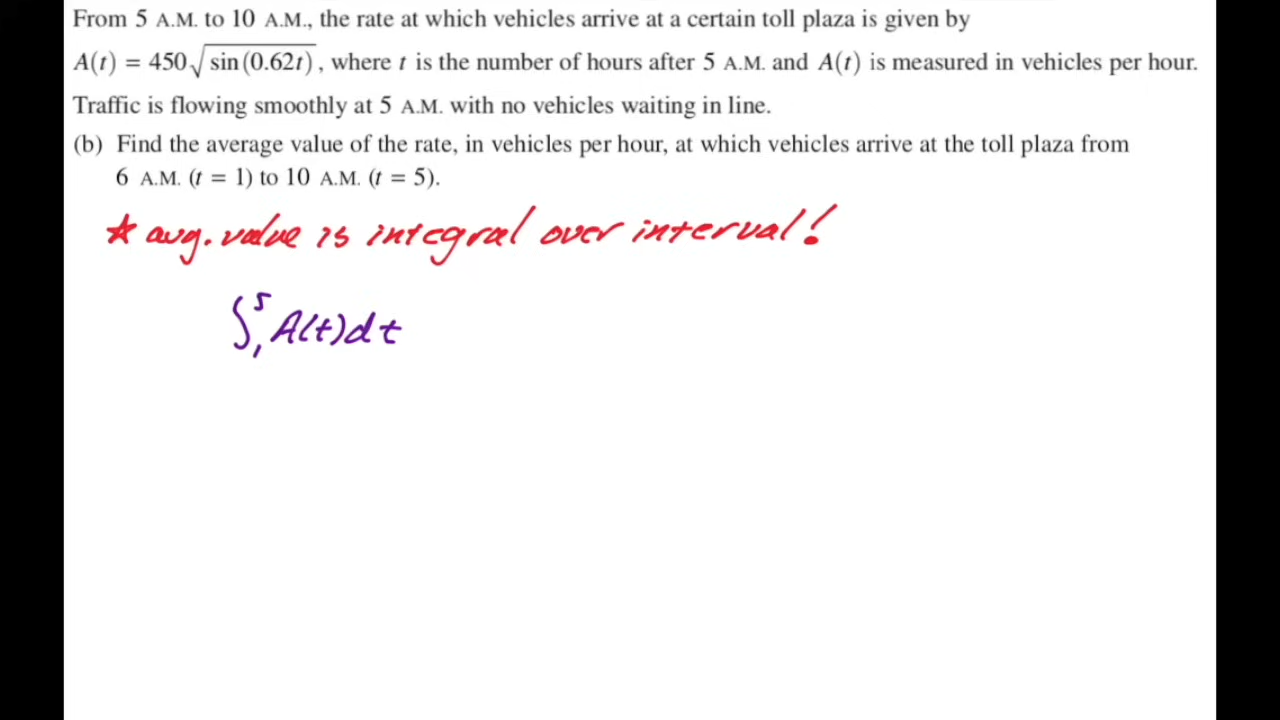 From 5 A.M. to 10 A.M., the rate at which vehicles arrive at a certain toll plaza is given by
A(t) = 450√sin(0.62t), where t is the number of hours after 5 A.M. and A(t) is measured in vehicles per hour.
Traffic is flowing smoothly at 5 A.M. with no vehicles waiting in line.
(b) Find the average value of the rate, in vehicles per hour, at which vehicles arrive at the toll plaza from
6 A.M. (t = 1) to 10 A.M. (t = 5).
★ avg. value is integral over interval!
∫₁⁵ A(t)dt